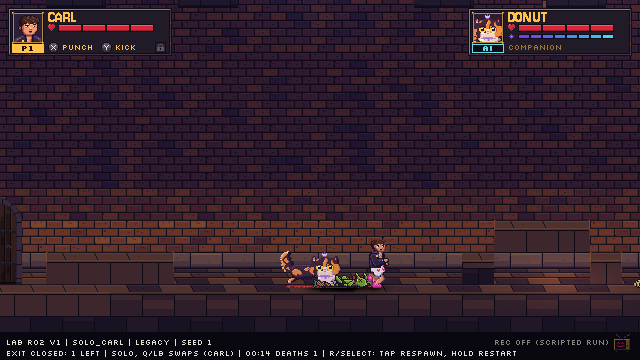 CARL
P1
X PUNCH Y KICK
DONUT
AI
COMPANION
LAB R02 V1 | SOLO_CARL | LEGACY | SEED 1
REC OFF (SCRIPTED RUN)
EXIT CLOSED: 1 LEFT | SOLO, Q/LB SWAPS (CARL) | 00:14 DEATHS 1 | R/SELECT: TAP RESPAWN, HOLD RESTART